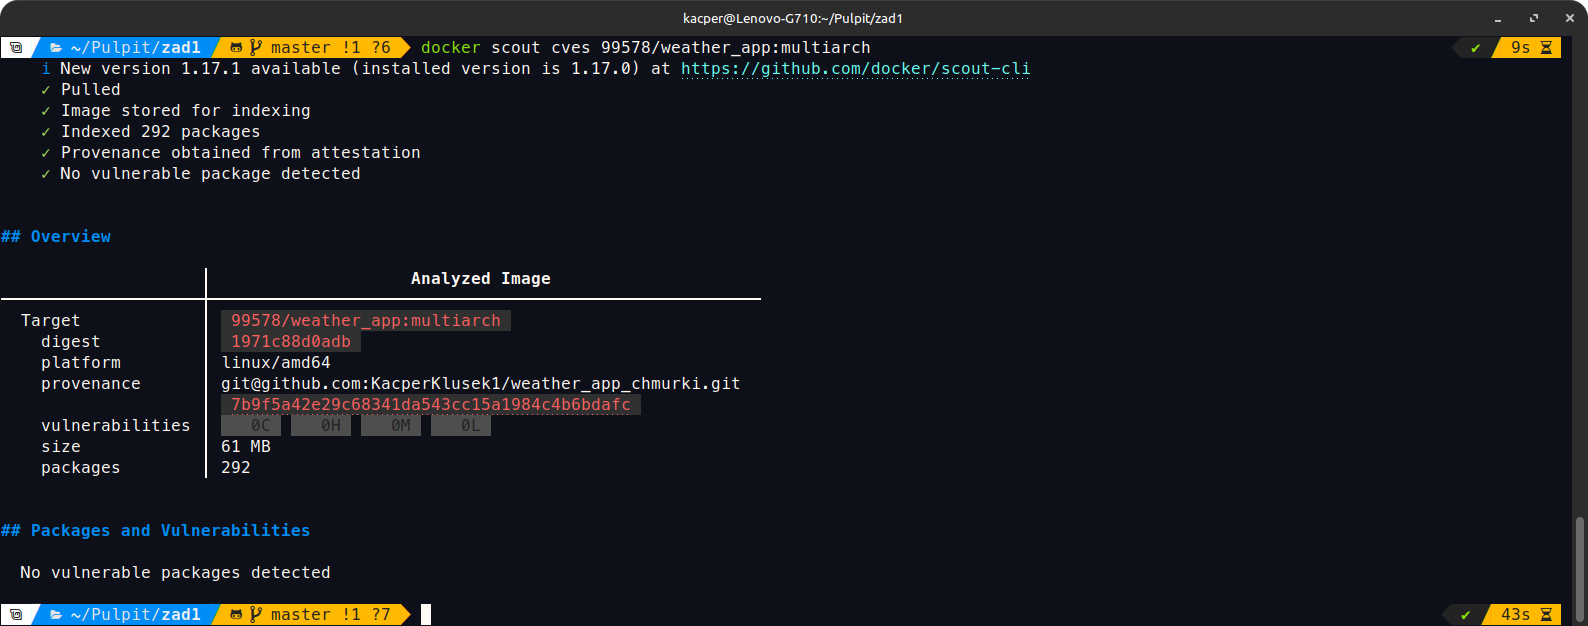 kacper@Lenovo-G710:~/Pulpit/zad1
~/Pulpit/zad1 master !1 ?6 docker scout cves 99578/weather_app:multiarch ✔ 9s
i New version 1.17.1 available (installed version is 1.17.0) at https://github.com/docker/scout-cli
✓ Pulled
✓ Image stored for indexing
✓ Indexed 292 packages
✓ Provenance obtained from attestation
✓ No vulnerable package detected
## Overview
Analyzed Image
Target 99578/weather_app:multiarch
digest 1971c88d0adb
platform linux/amd64
provenance git@github.com:KacperKlusek1/weather_app_chmurki.git
7b9f5a42e29c68341da543cc15a1984c4b6bdafc
vulnerabilities 0C 0H 0M 0L
size 61 MB
packages 292
## Packages and Vulnerabilities
No vulnerable packages detected
~/Pulpit/zad1 master !1 ?7 ✔ 43s